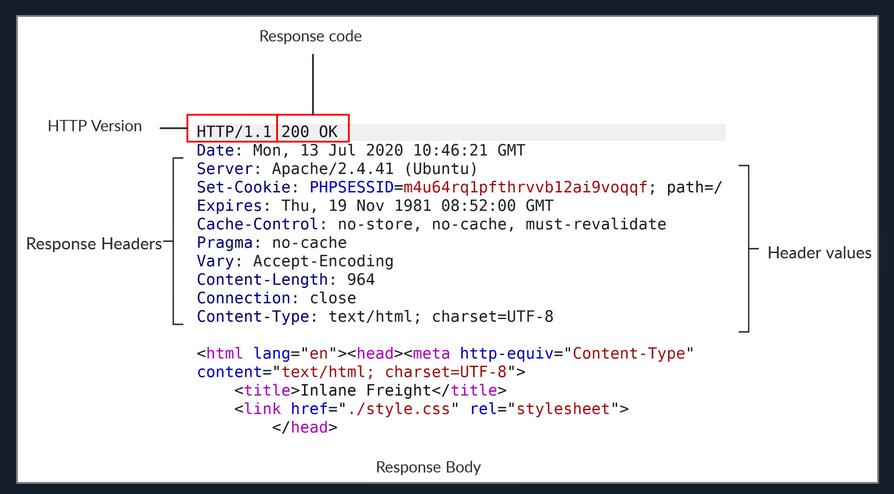 Response code
HTTP Version
HTTP/1.1 200 OK
Date: Mon, 13 Jul 2020 10:46:21 GMT
Server: Apache/2.4.41 (Ubuntu)
Set-Cookie: PHPSESSID=m4u64rq1pfthrvvb12ai9voqqf; path=/
Expires: Thu, 19 Nov 1981 08:52:00 GMT
Cache-Control: no-store, no-cache, must-revalidate
Response Headers
Pragma: no-cache
Header values
Vary: Accept-Encoding
Content-Length: 964
Connection: close
Content-Type: text/html; charset=UTF-8
<html lang="en"><head><meta http-equiv="Content-Type"
content="text/html; charset=UTF-8">
<title>Inlane Freight</title>
<link href="./style.css" rel="stylesheet">
</head>
Response Body